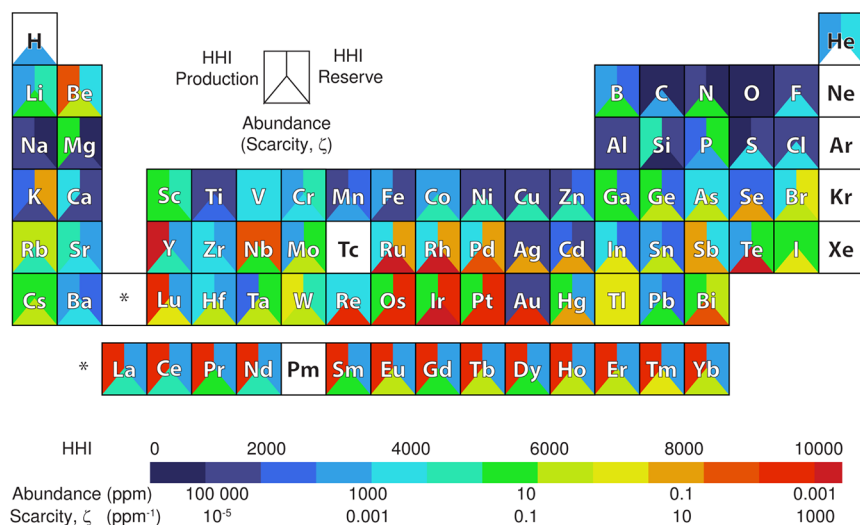 H He
HHI HHI
Production Reserve
Abundance
(Scarcity, ζ)
Li Be B C N O F Ne
Na Mg Al Si P S Cl Ar
K Ca Sc Ti V Cr Mn Fe Co Ni Cu Zn Ga Ge As Se Br Kr
Rb Sr Y Zr Nb Mo Tc Ru Rh Pd Ag Cd In Sn Sb Te I Xe
Cs Ba * Lu Hf Ta W Re Os Ir Pt Au Hg Tl Pb Bi
* La Ce Pr Nd Pm Sm Eu Gd Tb Dy Ho Er Tm Yb
HHI 0 2000 4000 6000 8000 10000
Abundance (ppm) 100 000 1000 10 0.1 0.001
Scarcity, ζ (ppm⁻¹) 10⁻⁵ 0.001 0.1 10 1000